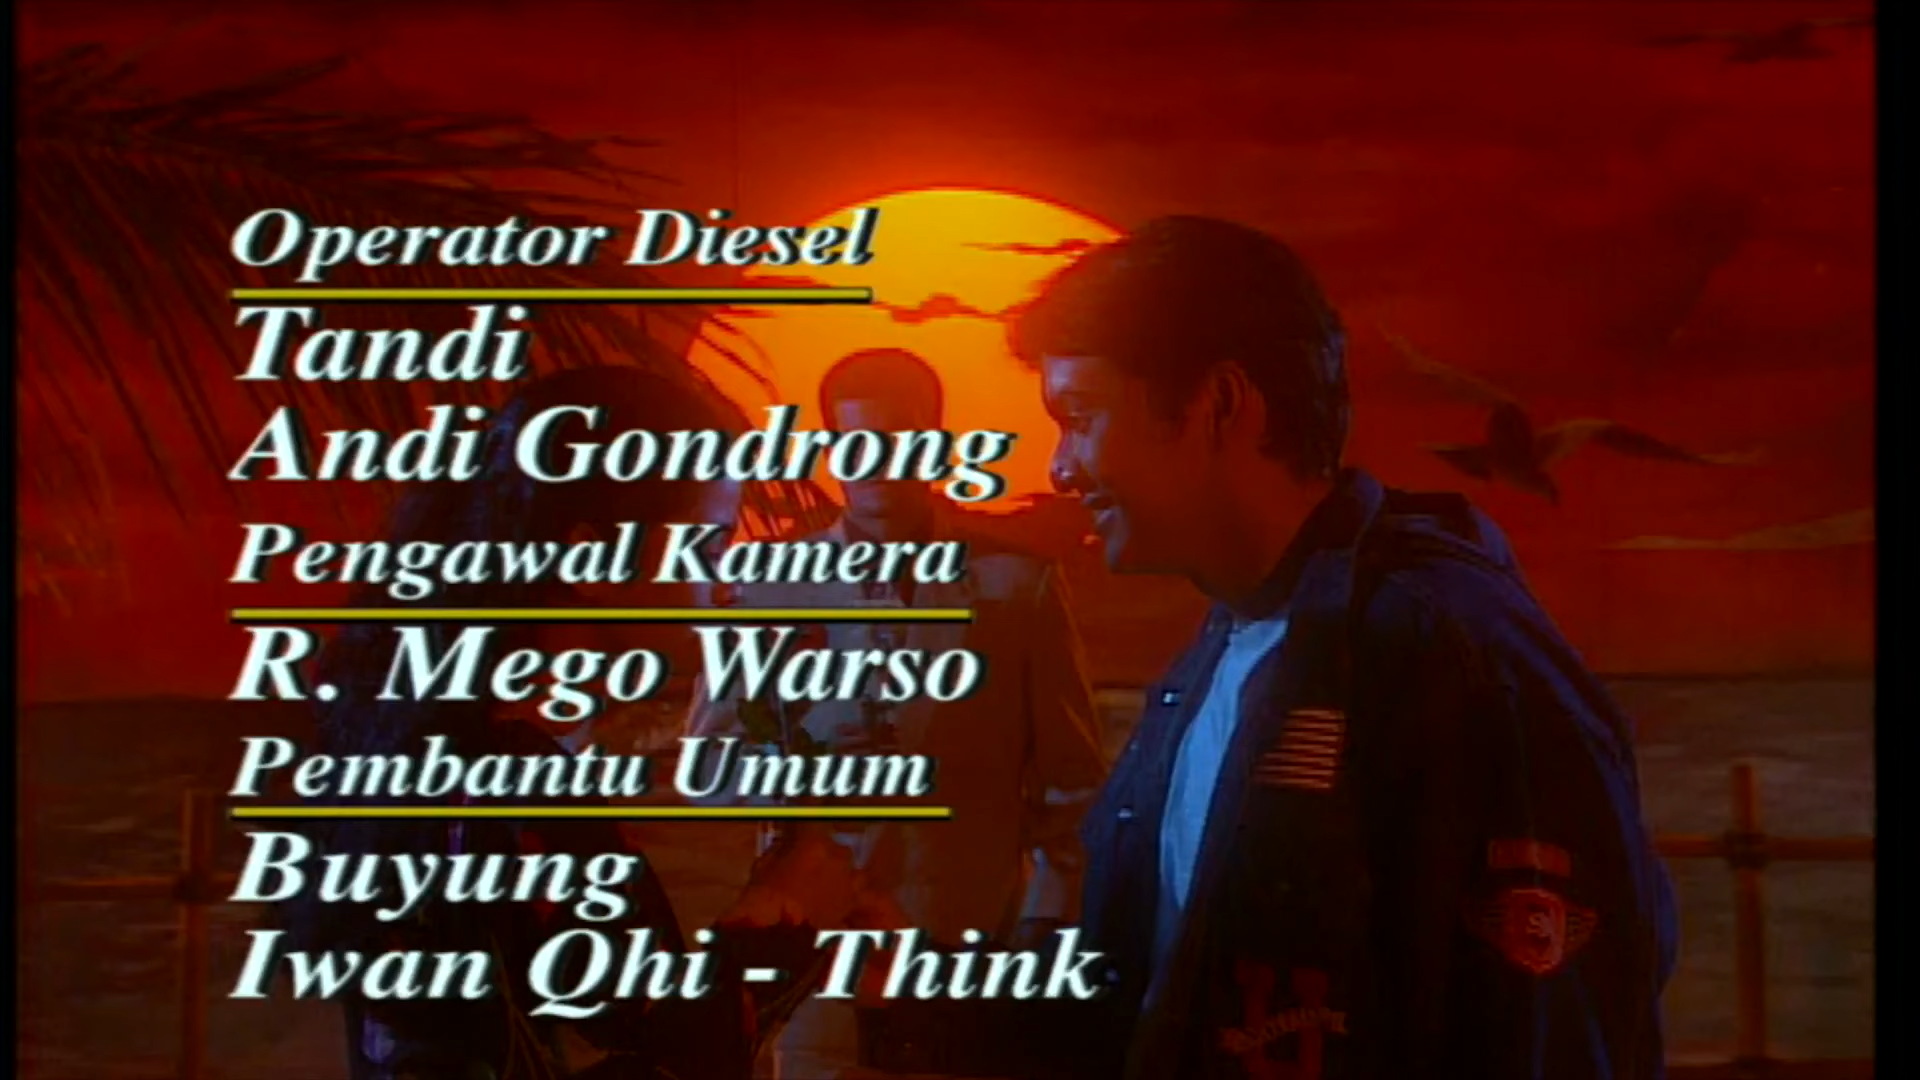 Operator Diesel
Tandi
Andi Gondrong
Pengawal Kamera
R. Mego Warso
Pembantu Umum
Buyung
Iwan Qhi - Think